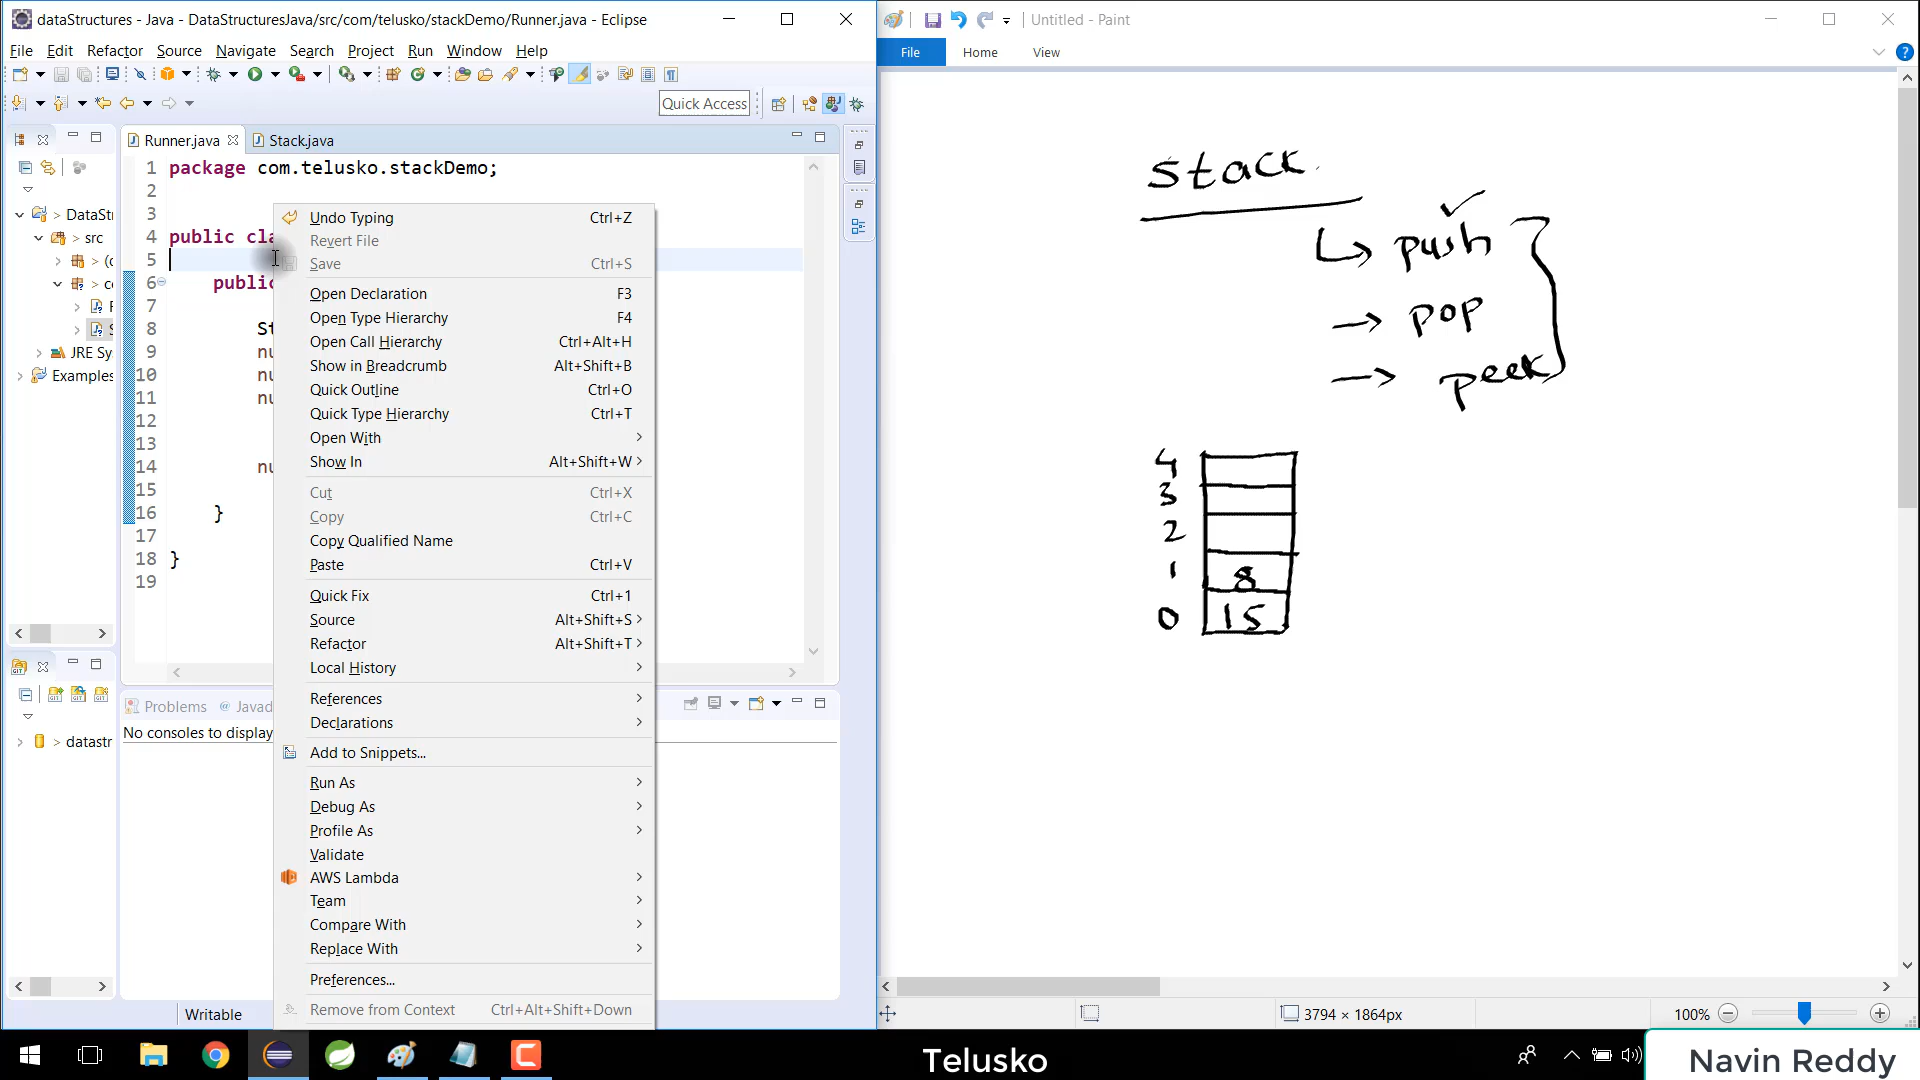 dataStructures - Java - DataStructuresJava/src/com/telusko/stackDemo/Runner.java - Eclipse
File Edit Refactor Source Navigate Search Project Run Window Help
Quick Access
Runner.java
Stack.java
> DataStr
> src
> (
> c
JRE Sy
Examples
1 package com.telusko.stackDemo;
2
3
4 public cla
5
6 public
7
8 St
9 nu
10 nu
11 nu
12
13
14 nu
15
16 }
17
18 }
19
Undo Typing Ctrl+Z
Revert File
Save Ctrl+S
Open Declaration F3
Open Type Hierarchy F4
Open Call Hierarchy Ctrl+Alt+H
Show in Breadcrumb Alt+Shift+B
Quick Outline Ctrl+O
Quick Type Hierarchy Ctrl+T
Open With
Show In Alt+Shift+W
Cut Ctrl+X
Copy Ctrl+C
Copy Qualified Name
Paste Ctrl+V
Quick Fix Ctrl+1
Source Alt+Shift+S
Refactor Alt+Shift+T
Local History
References
Declarations
Add to Snippets...
Run As
Debug As
Profile As
Validate
AWS Lambda
Team
Compare With
Replace With
Preferences...
Remove from Context Ctrl+Alt+Shift+Down
Problems @ Javad
No consoles to display
> datastr
Writable
Untitled - Paint
File Home View
stack
push
pop
peek
4
3
2
1 8
0 15
3794 × 1864px
100%
Telusko
Navin Reddy